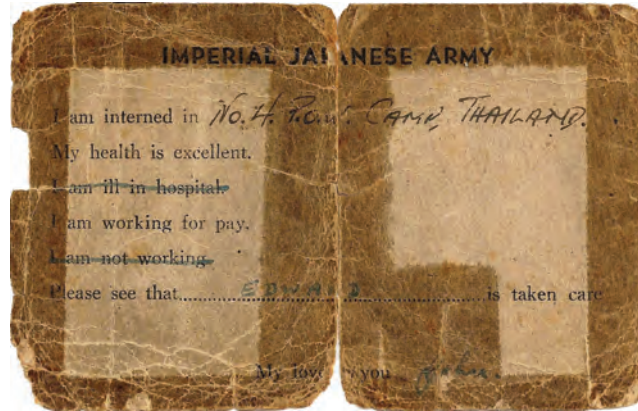 IMPERIAL JAPANESE ARMY
I am interned in No. 4. P.O.W. CAMP, THAILAND.
My health is excellent.
I am ill in hospital.
I am working for pay.
I am not working.
Please see that EDWARD is taken care
My love you John.